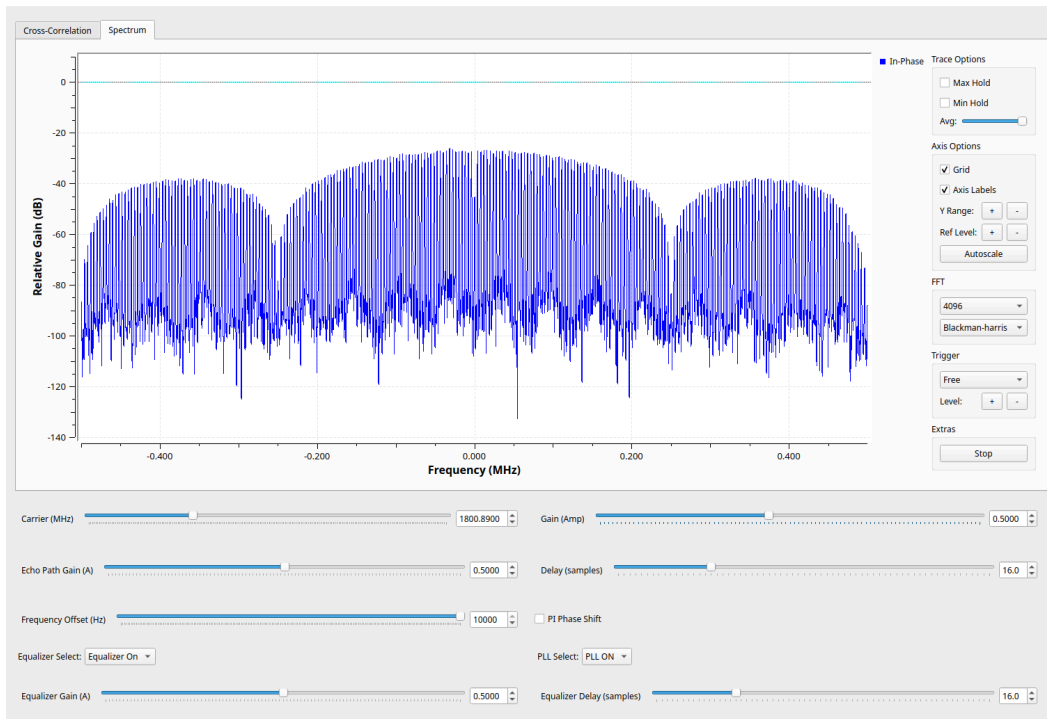 Cross-Correlation Spectrum
In-Phase
Relative Gain (dB)
0
-20
-40
-60
-80
-100
-120
-140
-0.400 -0.200 0.000 0.200 0.400
Frequency (MHz)
Trace Options
Max Hold
Min Hold
Avg:
Axis Options
Grid
Axis Labels
Y Range: + -
Ref Level: + -
Autoscale
FFT
4096
Blackman-harris
Trigger
Free
Level: + -
Extras
Stop
Carrier (MHz) 1800.8900 Gain (Amp) 0.5000
Echo Path Gain (A) 0.5000 Delay (samples) 16.0
Frequency Offset (Hz) 10000 PI Phase Shift
Equalizer Select: Equalizer On PLL Select: PLL ON
Equalizer Gain (A) 0.5000 Equalizer Delay (samples) 16.0